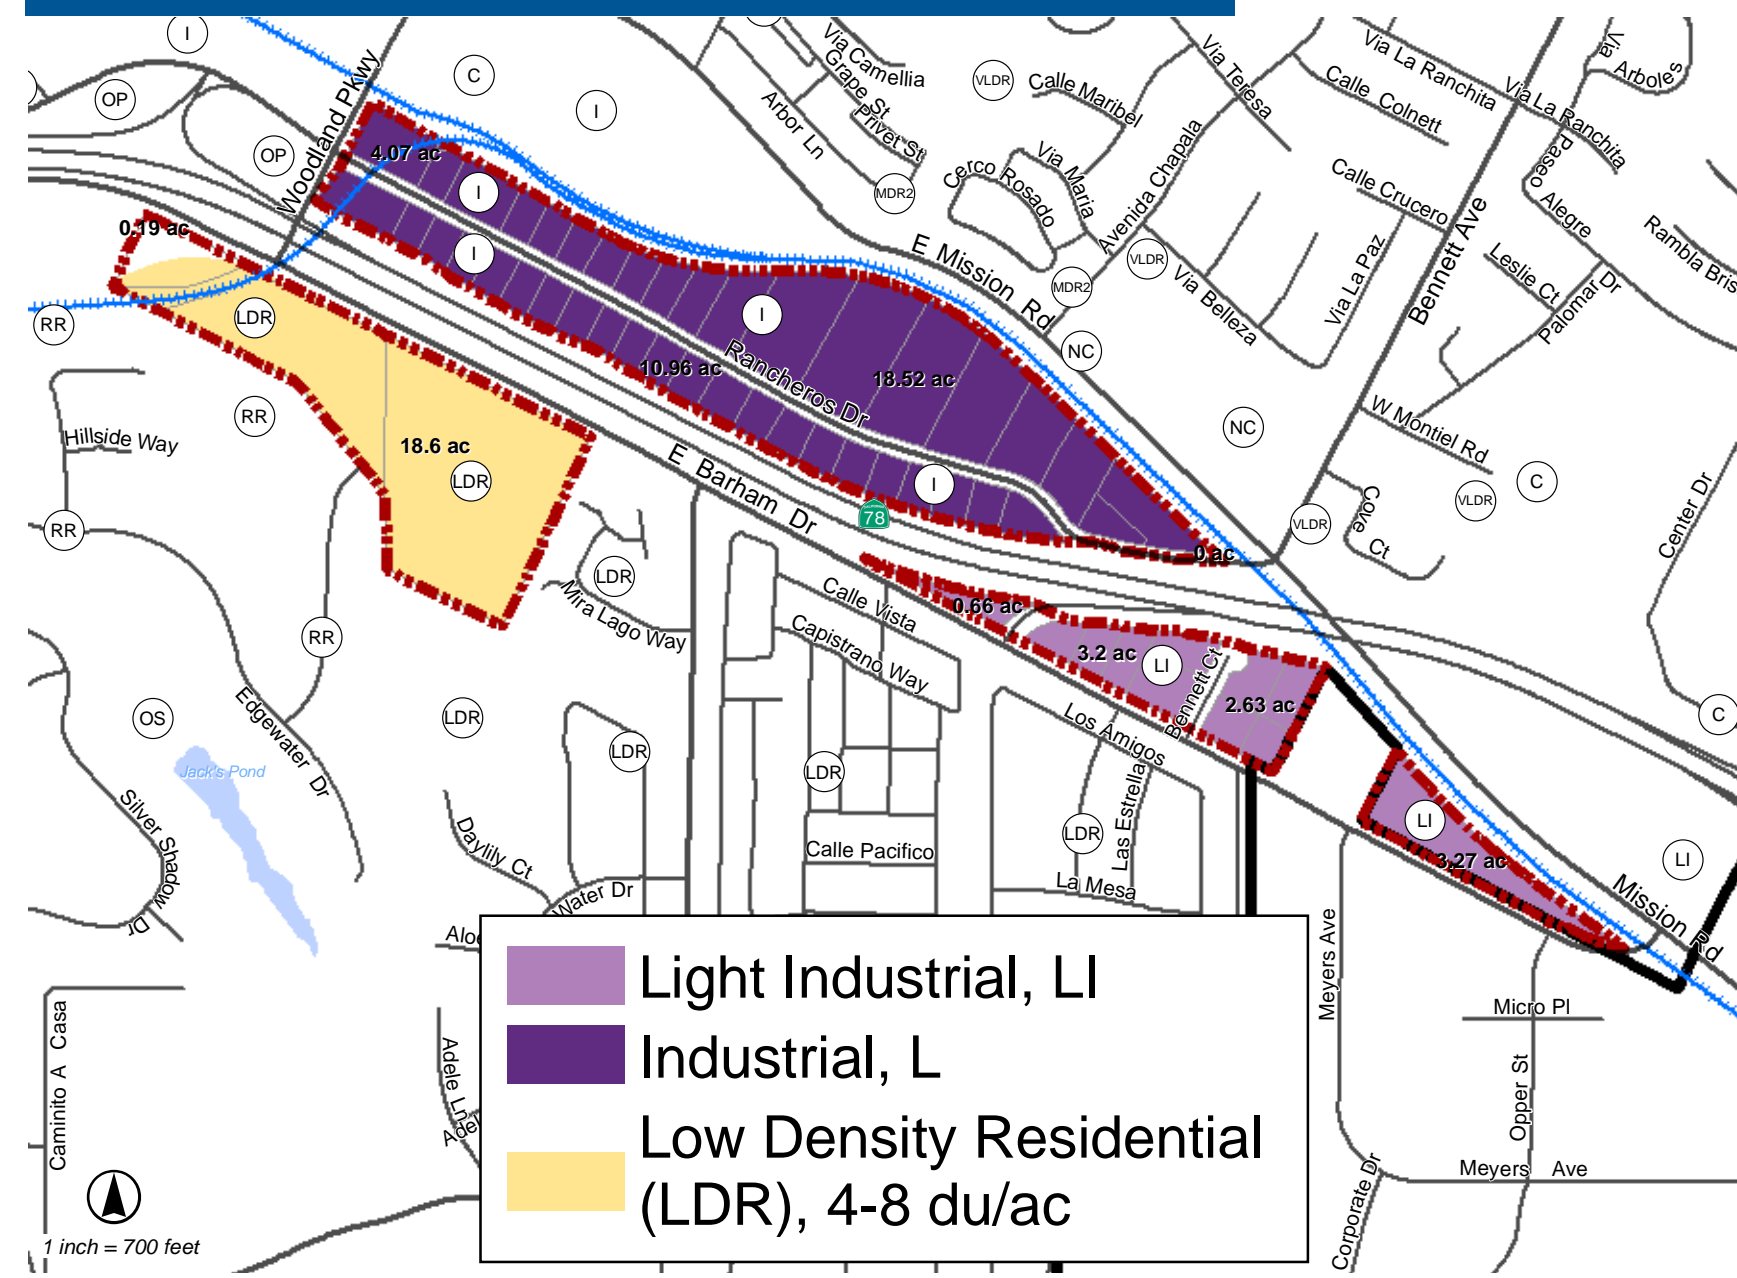 I
C
I
OP
OP
Woodland Pkwy
Via Camellia
Grape St
Privet St
Arbor Ln
VLDR
Calle Maribel
Via Teresa
Via La Ranchita
Calle Colnett
Via La Ranchita
Via
Arboles
Paseo
Alegre
Calle Crucero
Rambla Bris
Cerco Rosado
Via Maria
Avenida Chapala
MDR2
MDR2
VLDR
Via Belleza
Via La Paz
Bennett Ave
Leslie Ct
Palomar Dr
4.07 ac
I
I
0.19 ac
RR
LDR
E Mission Rd
NC
I
Rancheros Dr
10.96 ac
18.52 ac
RR
Hillside Way
18.6 ac
LDR
NC
W Montiel Rd
C
VLDR
VLDR
Cove
Ct
Center Dr
RR
E Barham Dr
I
78
0 ac
LDR
Mira Lago Way
Calle Vista
Capistrano Way
0.66 ac
3.2 ac
LI
Bennett Ct
2.63 ac
RR
OS
Edgewater Dr
LDR
LDR
LDR
Los Amigos
Las Estrella
LDR
C
Jack's Pond
Silver Shadow
Dr
Daylily Ct
Water Dr
Calle Pacifico
La Mesa
LI
3.27 ac
LI
Mission Rd
Aloe
Meyers Ave
Micro Pl
Opper St
Meyers Ave
Corporate Dr
Caminito A Casa
Adele Ln
Adel
Light Industrial, LI
Industrial, L
Low Density Residential
(LDR), 4-8 du/ac
1 inch = 700 feet